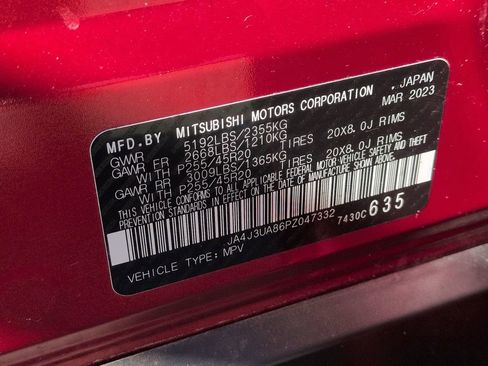 MFD.BY MITSUBISHI MOTORS CORPORATION, JAPAN
GVWR 5192LBS/2355KG MAR 2023
GAWR FR 2668LBS/1210KG
P255/45R20 TIRES 20X8.0J RIMS
GAWR RR 3009LBS/1365KG
P255/45R20 TIRES 20X8.0J RIMS
THIS VEHICLE CONFORMS TO ALL APPLICABLE FEDERAL MOTOR VEHICLE SAFETY, BUMPER, AND THEFT
PREVENTION STANDARDS IN EFFECT ON THE DATE OF MANUFACTURE SHOWN ABOVE.
JA4J3UA86PZ047332 7430C 635
VEHICLE TYPE: MPV